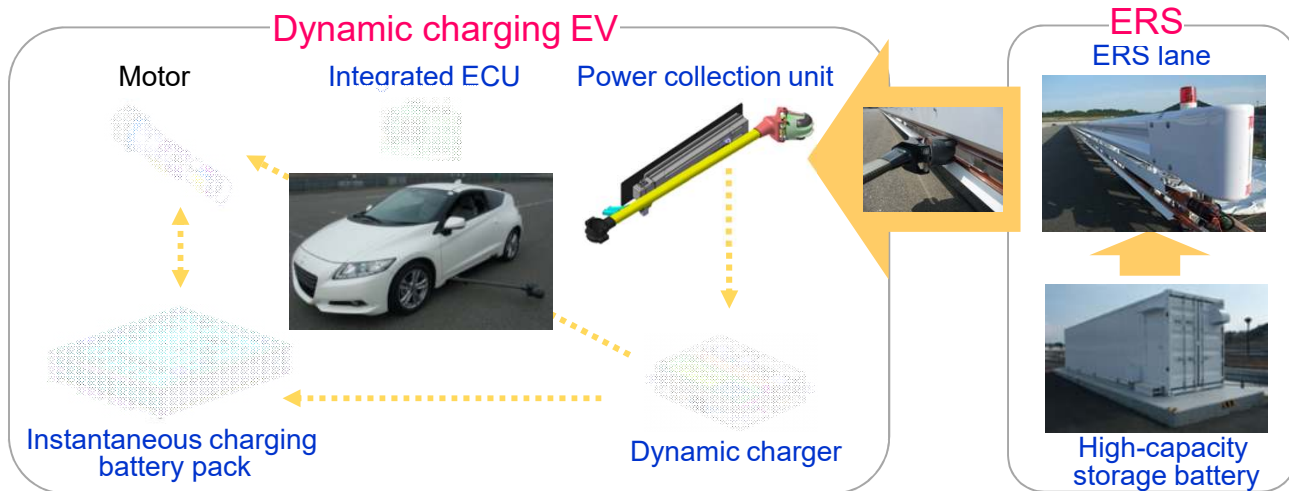 Dynamic charging EV
ERS
Motor
Integrated ECU
Power collection unit
ERS lane
Instantaneous charging
battery pack
Dynamic charger
High-capacity
storage battery